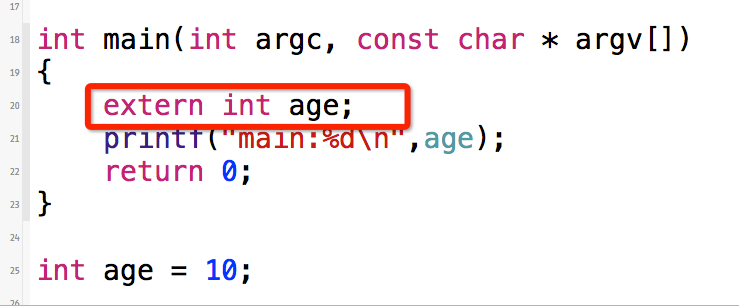 17
18 int main(int argc, const char * argv[])
19 {
20 extern int age;
21 printf("main:%d\n",age);
22 return 0;
23 }
24
25 int age = 10;
26